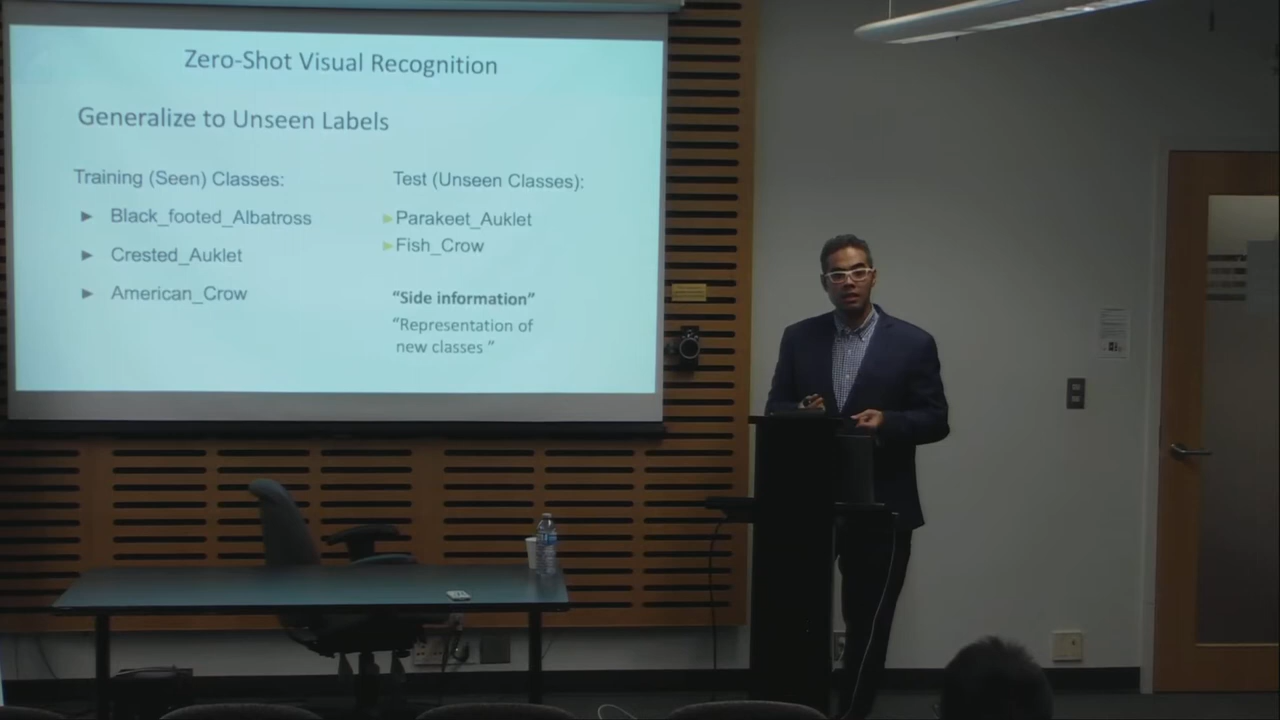 Zero-Shot Visual Recognition
Generalize to Unseen Labels
Training (Seen) Classes:
Black_footed_Albatross
Crested_Auklet
American_Crow
Test (Unseen Classes):
Parakeet_Auklet
Fish_Crow
“Side information”
“Representation of
new classes ”